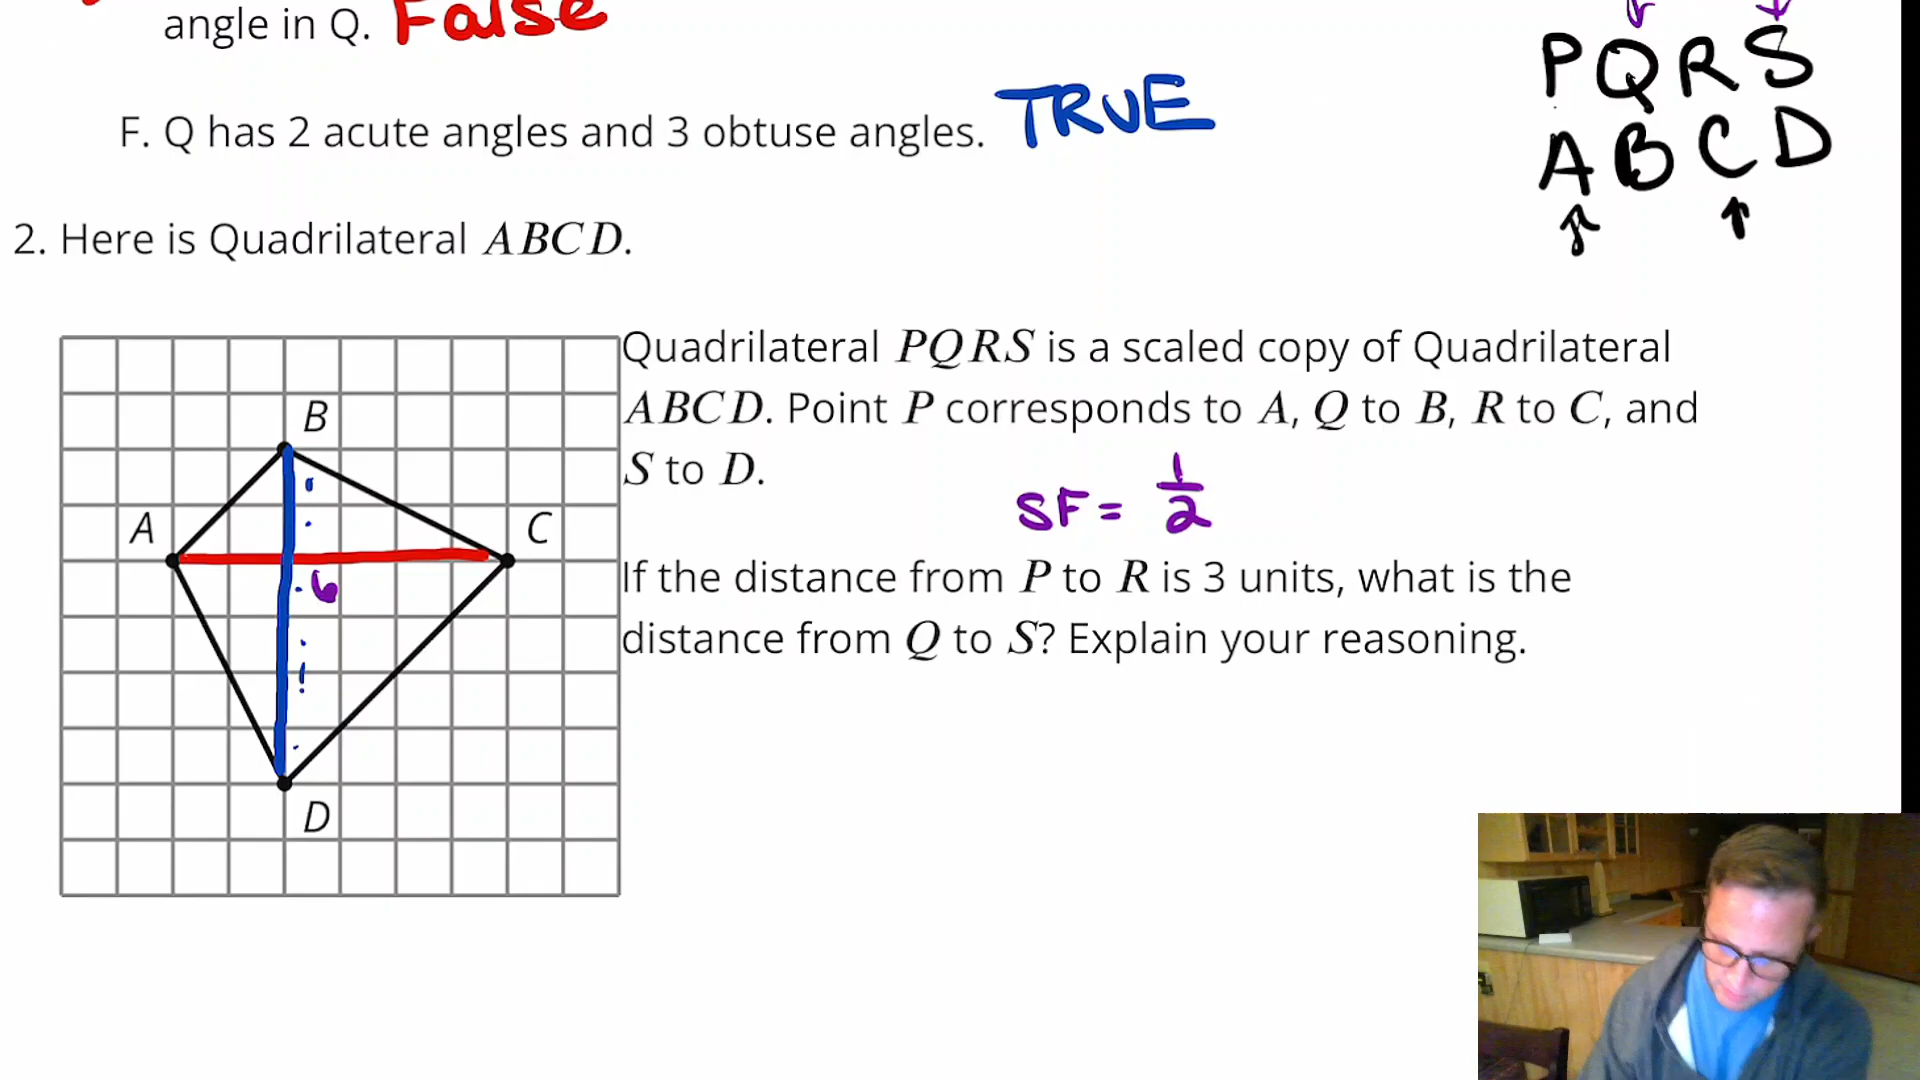 angle in Q. False
F. Q has 2 acute angles and 3 obtuse angles. TRUE
P Q R S
A B C D
2. Here is Quadrilateral ABCD.
Quadrilateral PQRS is a scaled copy of Quadrilateral
ABCD. Point P corresponds to A, Q to B, R to C, and
S to D.
SF = 1/2
If the distance from P to R is 3 units, what is the
distance from Q to S? Explain your reasoning.
B
A
C
6
D